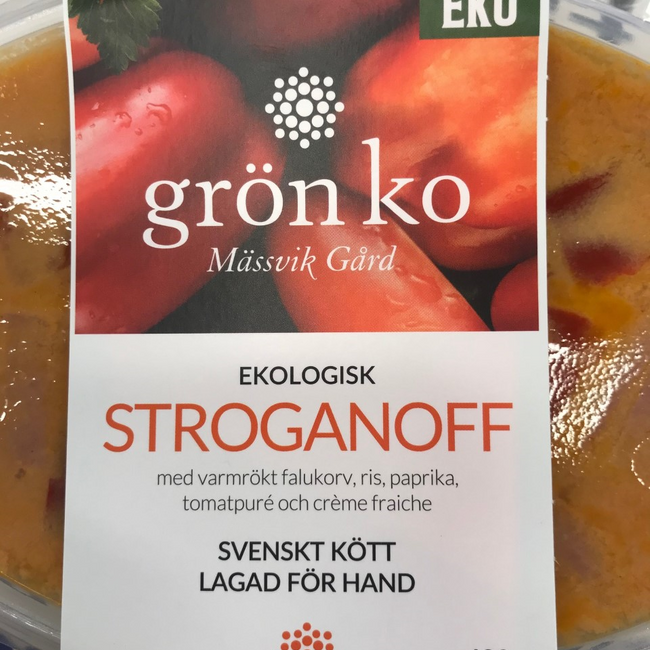 EKO
grön ko
Mässvik Gård
EKOLOGISK
STROGANOFF
med varmrökt falukorv, ris, paprika,
tomatpuré och crème fraiche
SVENSKT KÖTT
LAGAD FÖR HAND